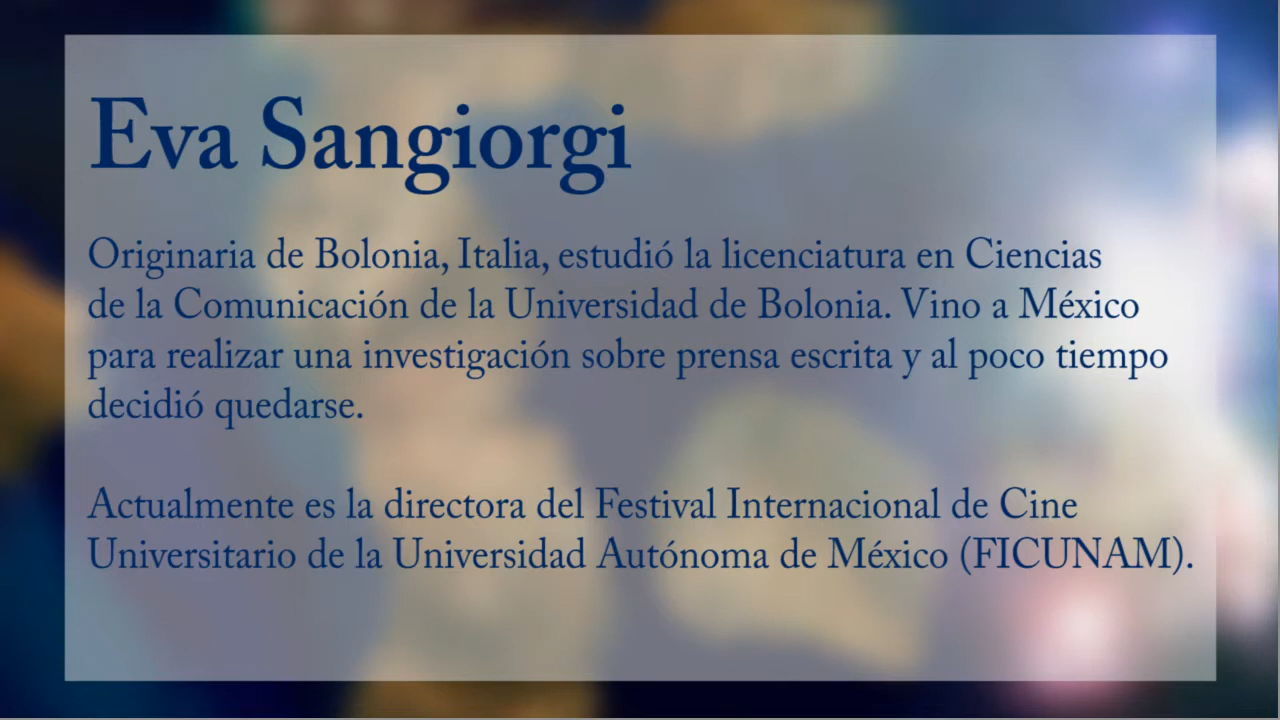 Eva Sangiorgi
Originaria de Bolonia, Italia, estudió la licenciatura en Ciencias
de la Comunicación de la Universidad de Bolonia. Vino a México
para realizar una investigación sobre prensa escrita y al poco tiempo
decidió quedarse.
Actualmente es la directora del Festival Internacional de Cine
Universitario de la Universidad Autónoma de México (FICUNAM).